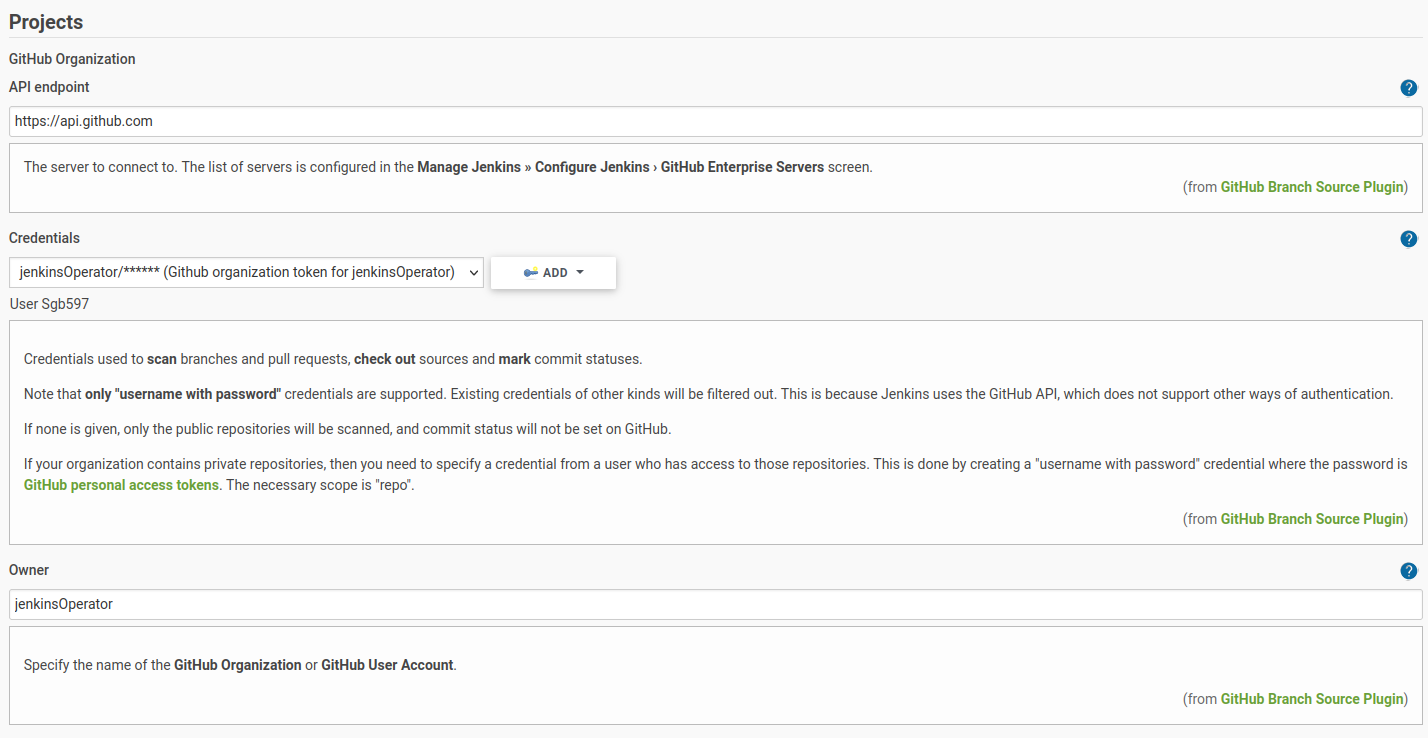 Projects
GitHub Organization
API endpoint
?
https://api.github.com
The server to connect to. The list of servers is configured in the Manage Jenkins » Configure Jenkins › GitHub Enterprise Servers screen.
(from GitHub Branch Source Plugin)
Credentials
?
jenkinsOperator/****** (Github organization token for jenkinsOperator)
ADD
User Sgb597
Credentials used to scan branches and pull requests, check out sources and mark commit statuses.
Note that only "username with password" credentials are supported. Existing credentials of other kinds will be filtered out. This is because Jenkins uses the GitHub API, which does not support other ways of authentication.
If none is given, only the public repositories will be scanned, and commit status will not be set on GitHub.
If your organization contains private repositories, then you need to specify a credential from a user who has access to those repositories. This is done by creating a "username with password" credential where the password is
GitHub personal access tokens. The necessary scope is "repo".
(from GitHub Branch Source Plugin)
Owner
?
jenkinsOperator
Specify the name of the GitHub Organization or GitHub User Account.
(from GitHub Branch Source Plugin)